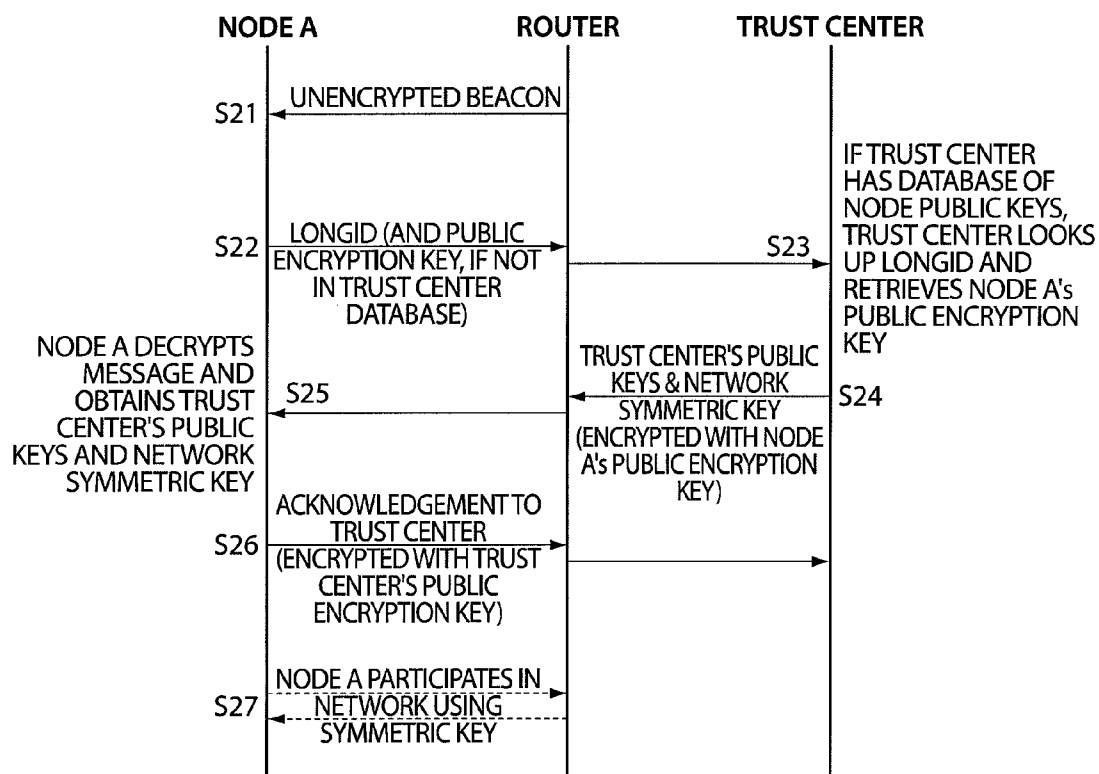 NODE A
ROUTER
TRUST CENTER
S21
UNENCRYPTED BEACON
S22
LONGID (AND PUBLIC
ENCRYPTION KEY, IF NOT
IN TRUST CENTER
DATABASE)
S23
IF TRUST CENTER
HAS DATABASE OF
NODE PUBLIC KEYS,
TRUST CENTER LOOKS
UP LONGID AND
RETRIEVES NODE A's
PUBLIC ENCRYPTION
KEY
TRUST CENTER'S PUBLIC
KEYS & NETWORK
SYMMETRIC KEY
(ENCRYPTED WITH NODE
A's PUBLIC ENCRYPTION
KEY)
S24
NODE A DECRYPTS
MESSAGE AND
OBTAINS TRUST
CENTER'S PUBLIC
KEYS AND NETWORK
SYMMETRIC KEY
S25
S26
ACKNOWLEDGEMENT TO
TRUST CENTER
(ENCRYPTED WITH TRUST
CENTER'S PUBLIC
ENCRYPTION KEY)
S27
NODE A PARTICIPATES IN
NETWORK USING
SYMMETRIC KEY